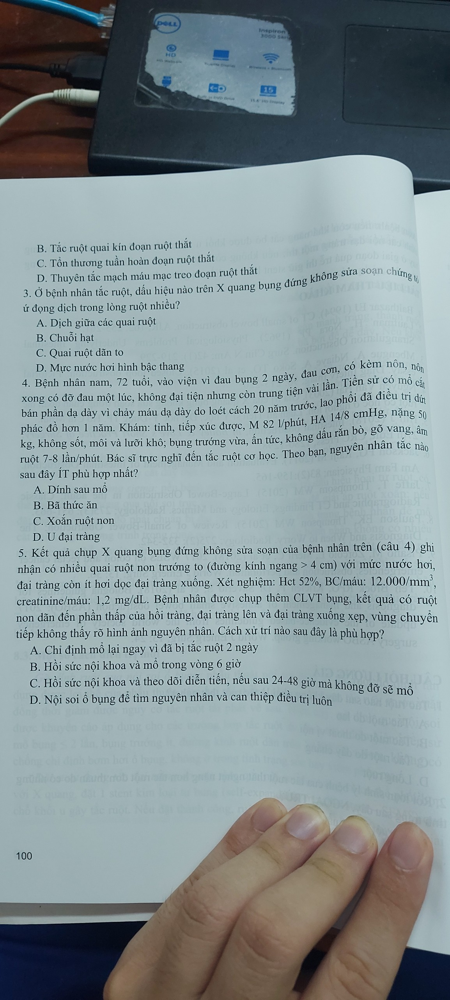 DELL
Inspiron
3000 Seri
HD
HD Webcam
Truelife Display
Wireless + Bluetooth
15
Built-in DVD Drive
15.6" HD Display
B. Tắc ruột quai kín đoạn ruột thắt
C. Tổn thương tuần hoàn đoạn ruột thắt
D. Thuyên tắc mạch máu mạc treo đoạn ruột thắt
3. Ở bệnh nhân tắc ruột, dấu hiệu nào trên X quang bụng đứng không sửa soạn chứng tỏ
ứ đọng dịch trong lòng ruột nhiều?
A. Dịch giữa các quai ruột
B. Chuỗi hạt
C. Quai ruột dãn to
D. Mực nước hơi hình bậc thang
4. Bệnh nhân nam, 72 tuổi, vào viện vì đau bụng 2 ngày, đau cơn, có kèm nôn, nôn
xong có đỡ đau một lúc, không đại tiện nhưng còn trung tiện vài lần. Tiền sử có mổ cắt
bán phần dạ dày vì chảy máu dạ dày do loét cách 20 năm trước, lao phổi đã điều trị dứt
phác đồ hơn 1 năm. Khám: tỉnh, tiếp xúc được, M 82 l/phút, HA 14/8 cmHg, nặng 50
kg, không sốt, môi và lưỡi khô; bụng trướng vừa, ấn tức, không dấu rắn bò, gõ vang, âm
ruột 7-8 lần/phút. Bác sĩ trực nghĩ đến tắc ruột cơ học. Theo bạn, nguyên nhân tắc nào
sau đây ÍT phù hợp nhất?
A. Dính sau mổ
B. Bã thức ăn
C. Xoắn ruột non
D. U đại tràng
5. Kết quả chụp X quang bụng đứng không sửa soạn của bệnh nhân trên (câu 4) ghi
nhận có nhiều quai ruột non trướng to (đường kính ngang > 4 cm) với mức nước hơi,
đại tràng còn ít hơi dọc đại tràng xuống. Xét nghiệm: Hct 52%, BC/máu: 12.000/mm³,
creatinine/máu: 1,2 mg/dL. Bệnh nhân được chụp thêm CLVT bụng, kết quả có ruột
non dãn đến phần thấp của hồi tràng, đại tràng lên và đại tràng xuống xẹp, vùng chuyển
tiếp không thấy rõ hình ảnh nguyên nhân. Cách xử trí nào sau đây là phù hợp?
A. Chỉ định mổ lại ngay vì đã bị tắc ruột 2 ngày
B. Hồi sức nội khoa và mổ trong vòng 6 giờ
C. Hồi sức nội khoa và theo dõi diễn tiến, nếu sau 24-48 giờ mà không đỡ sẽ mổ
D. Nội soi ổ bụng để tìm nguyên nhân và can thiệp điều trị luôn
100